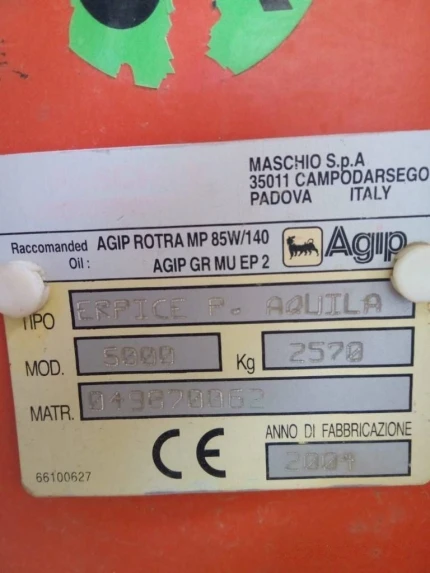 MASCHIO S.p.A
35011 CAMPODARSEGO
PADOVA ITALY
Raccomanded Oil : AGIP ROTRA MP 85W/140
AGIP GR MU EP 2
Agip
TIPO ERPICE P. AQUILA
MOD. 5000 Kg 2570
MATR.
ANNO DI FABBRICAZIONE
66100627 CE 2004